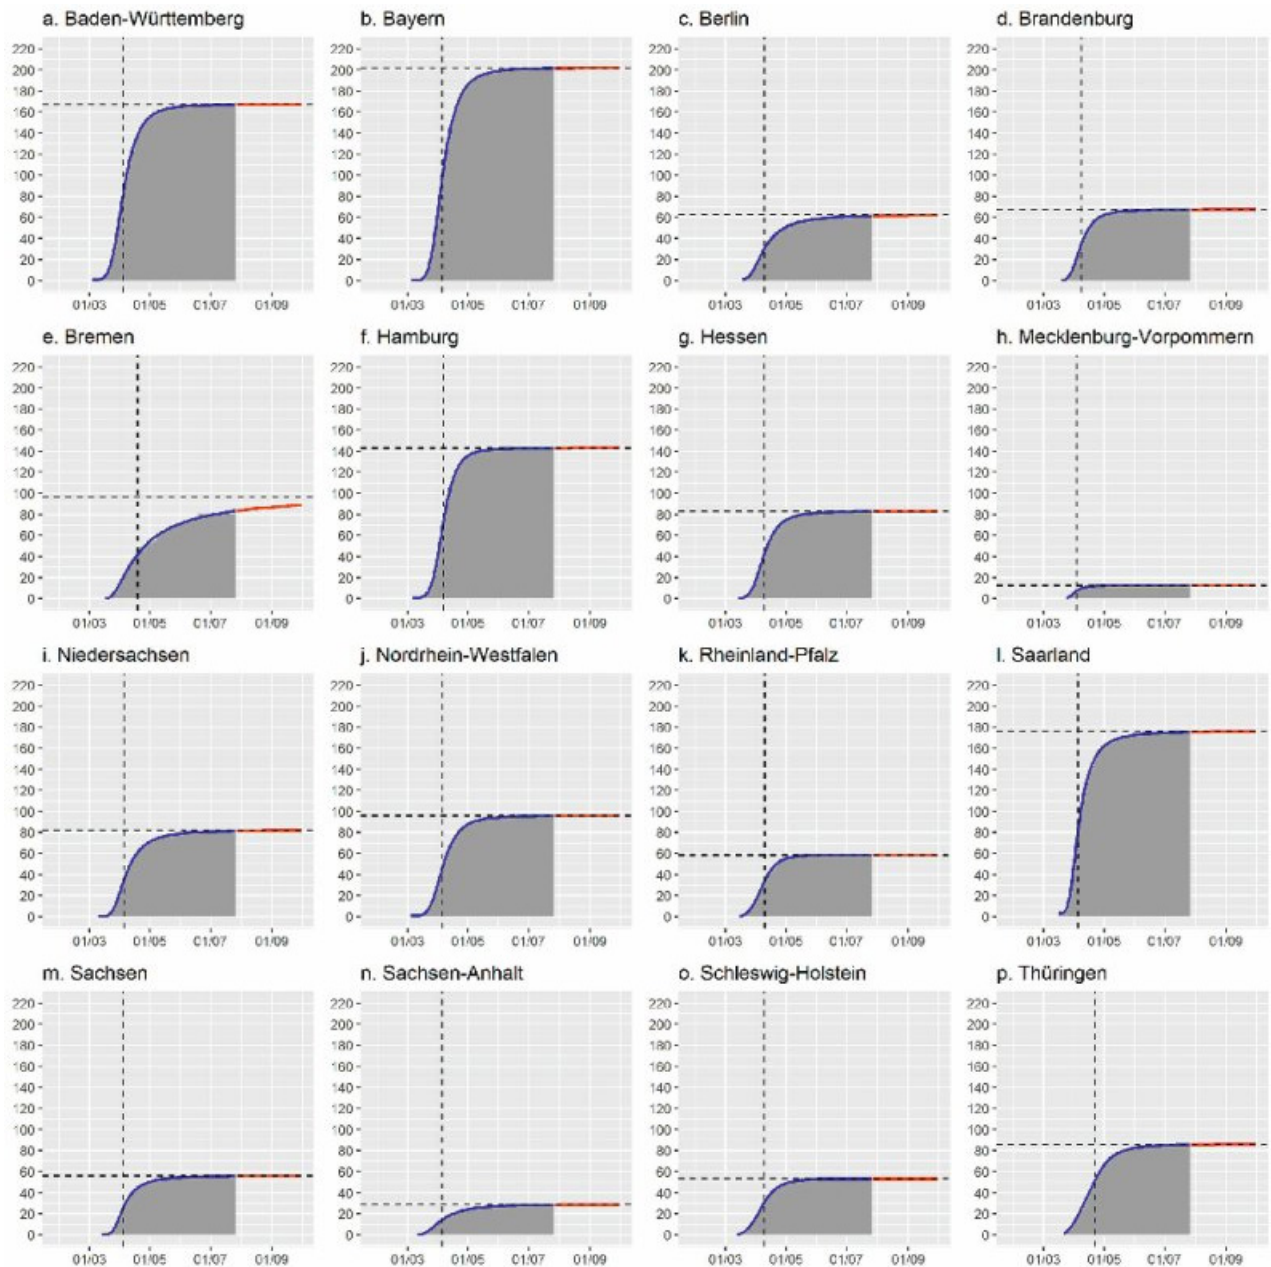 a. Baden-Württemberg b. Bayern c. Berlin d. Brandenburg
220 220 220 220
200 200 200 200
180 180 180 180
160 160 160 160
140 140 140 140
120 120 120 120
100 100 100 100
80 80 80 80
60 60 60 60
40 40 40 40
20 20 20 20
0 0 0 0
01/03 01/05 01/07 01/09 01/03 01/05 01/07 01/09 01/03 01/05 01/07 01/09 01/03 01/05 01/07 01/09
e. Bremen f. Hamburg g. Hessen h. Mecklenburg-Vorpommern
220 220 220 220
200 200 200 200
180 180 180 180
160 160 160 160
140 140 140 140
120 120 120 120
100 100 100 100
80 80 80 80
60 60 60 60
40 40 40 40
20 20 20 20
0 0 0 0
01/03 01/05 01/07 01/09 01/03 01/05 01/07 01/09 01/03 01/05 01/07 01/09 01/03 01/05 01/07 01/09
i. Niedersachsen j. Nordrhein-Westfalen k. Rheinland-Pfalz l. Saarland
220 220 220 220
200 200 200 200
180 180 180 180
160 160 160 160
140 140 140 140
120 120 120 120
100 100 100 100
80 80 80 80
60 60 60 60
40 40 40 40
20 20 20 20
0 0 0 0
01/03 01/05 01/07 01/09 01/03 01/05 01/07 01/09 01/03 01/05 01/07 01/09 01/03 01/05 01/07 01/09
m. Sachsen n. Sachsen-Anhalt o. Schleswig-Holstein p. Thüringen
220 220 220 220
200 200 200 200
180 180 180 180
160 160 160 160
140 140 140 140
120 120 120 120
100 100 100 100
80 80 80 80
60 60 60 60
40 40 40 40
20 20 20 20
0 0 0 0
01/03 01/05 01/07 01/09 01/03 01/05 01/07 01/09 01/03 01/05 01/07 01/09 01/03 01/05 01/07 01/09